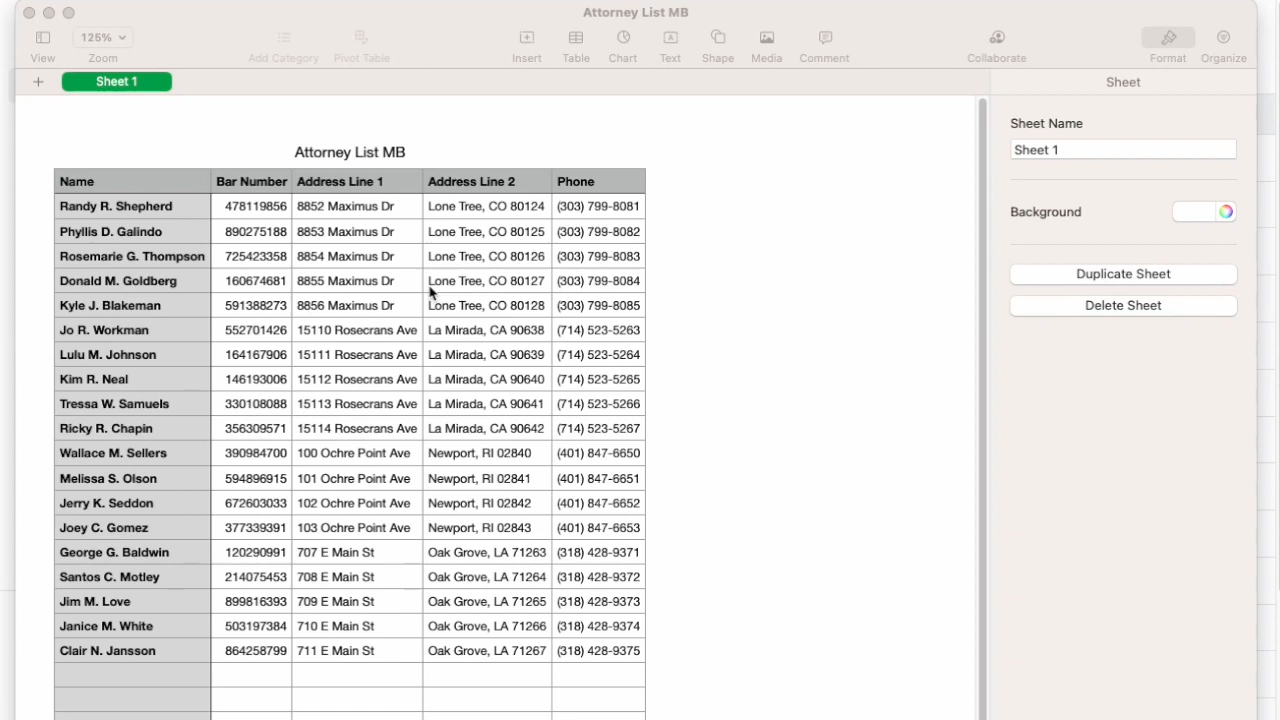 Attorney List MB
125%
View Zoom Add Category Pivot Table Insert Table Chart Text Shape Media Comment Collaborate Format Organize
+ Sheet 1
Sheet
Sheet Name
Sheet 1
Background
Duplicate Sheet
Delete Sheet
Attorney List MB
Name Bar Number Address Line 1 Address Line 2 Phone
Randy R. Shepherd 478119856 8852 Maximus Dr Lone Tree, CO 80124 (303) 799-8081
Phyllis D. Galindo 890275188 8853 Maximus Dr Lone Tree, CO 80125 (303) 799-8082
Rosemarie G. Thompson 725423358 8854 Maximus Dr Lone Tree, CO 80126 (303) 799-8083
Donald M. Goldberg 160674681 8855 Maximus Dr Lone Tree, CO 80127 (303) 799-8084
Kyle J. Blakeman 591388273 8856 Maximus Dr Lone Tree, CO 80128 (303) 799-8085
Jo R. Workman 552701426 15110 Rosecrans Ave La Mirada, CA 90638 (714) 523-5263
Lulu M. Johnson 164167906 15111 Rosecrans Ave La Mirada, CA 90639 (714) 523-5264
Kim R. Neal 146193006 15112 Rosecrans Ave La Mirada, CA 90640 (714) 523-5265
Tressa W. Samuels 330108088 15113 Rosecrans Ave La Mirada, CA 90641 (714) 523-5266
Ricky R. Chapin 356309571 15114 Rosecrans Ave La Mirada, CA 90642 (714) 523-5267
Wallace M. Sellers 390984700 100 Ochre Point Ave Newport, RI 02840 (401) 847-6650
Melissa S. Olson 594896915 101 Ochre Point Ave Newport, RI 02841 (401) 847-6651
Jerry K. Seddon 672603033 102 Ochre Point Ave Newport, RI 02842 (401) 847-6652
Joey C. Gomez 377339391 103 Ochre Point Ave Newport, RI 02843 (401) 847-6653
George G. Baldwin 120290991 707 E Main St Oak Grove, LA 71263 (318) 428-9371
Santos C. Motley 214075453 708 E Main St Oak Grove, LA 71264 (318) 428-9372
Jim M. Love 899816393 709 E Main St Oak Grove, LA 71265 (318) 428-9373
Janice M. White 503197384 710 E Main St Oak Grove, LA 71266 (318) 428-9374
Clair N. Jansson 864258799 711 E Main St Oak Grove, LA 71267 (318) 428-9375